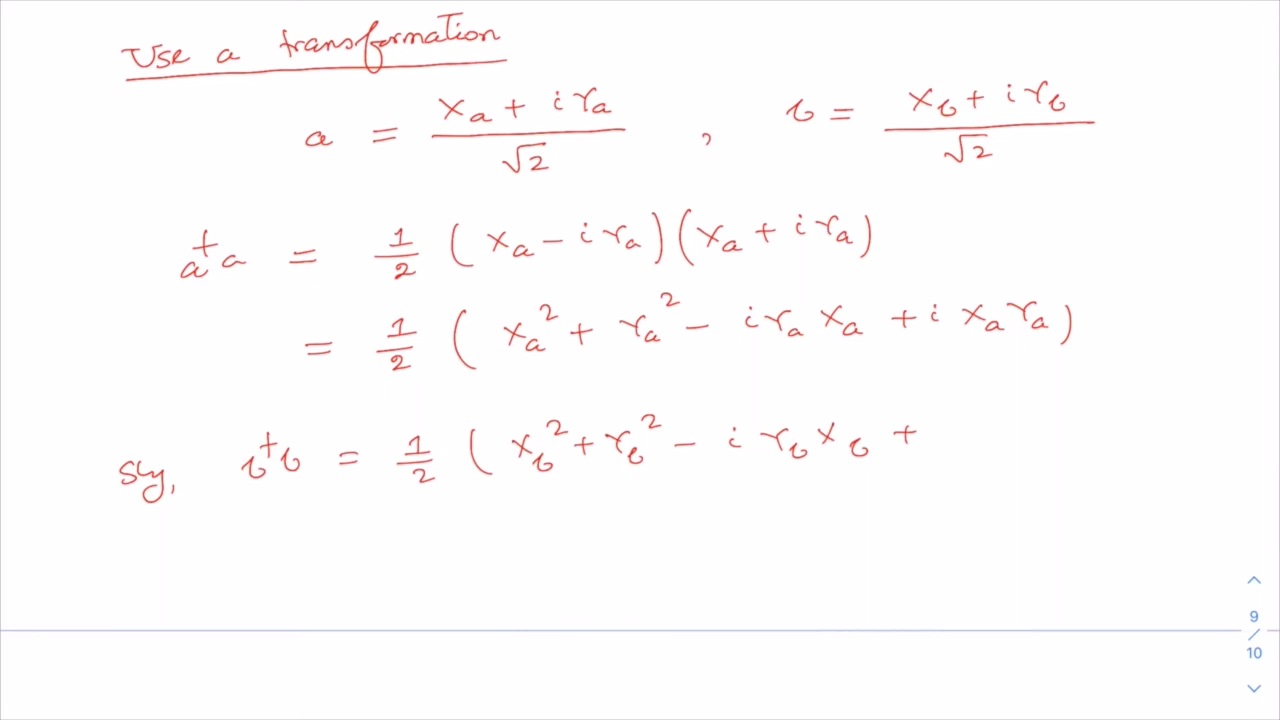 Use a transformation
a = (X_a + i Y_a)/√2 , b = (X_b + i Y_b)/√2
a†a = 1/2 (X_a − i Y_a)(X_a + i Y_a)
= 1/2 (X_a² + Y_a² − i Y_a X_a + i X_a Y_a)
Sly, b†b = 1/2 (X_b² + Y_b² − i Y_b X_b +
9
/
10